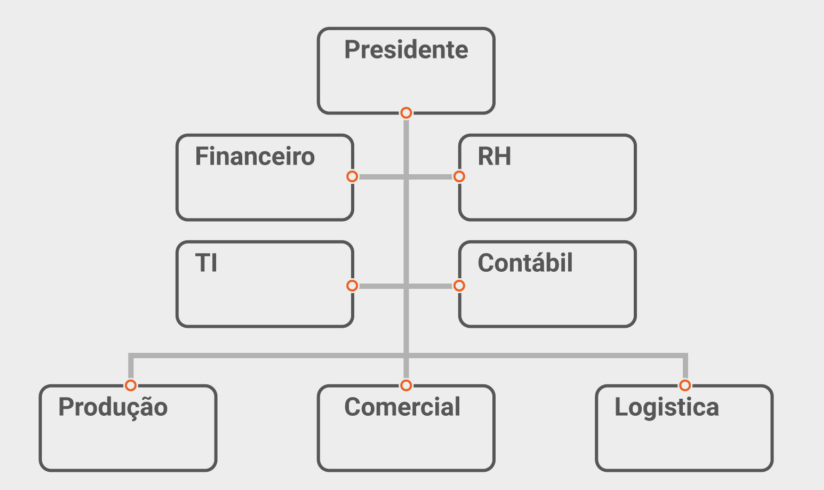 Presidente
Financeiro
RH
TI
Contábil
Produção
Comercial
Logistica